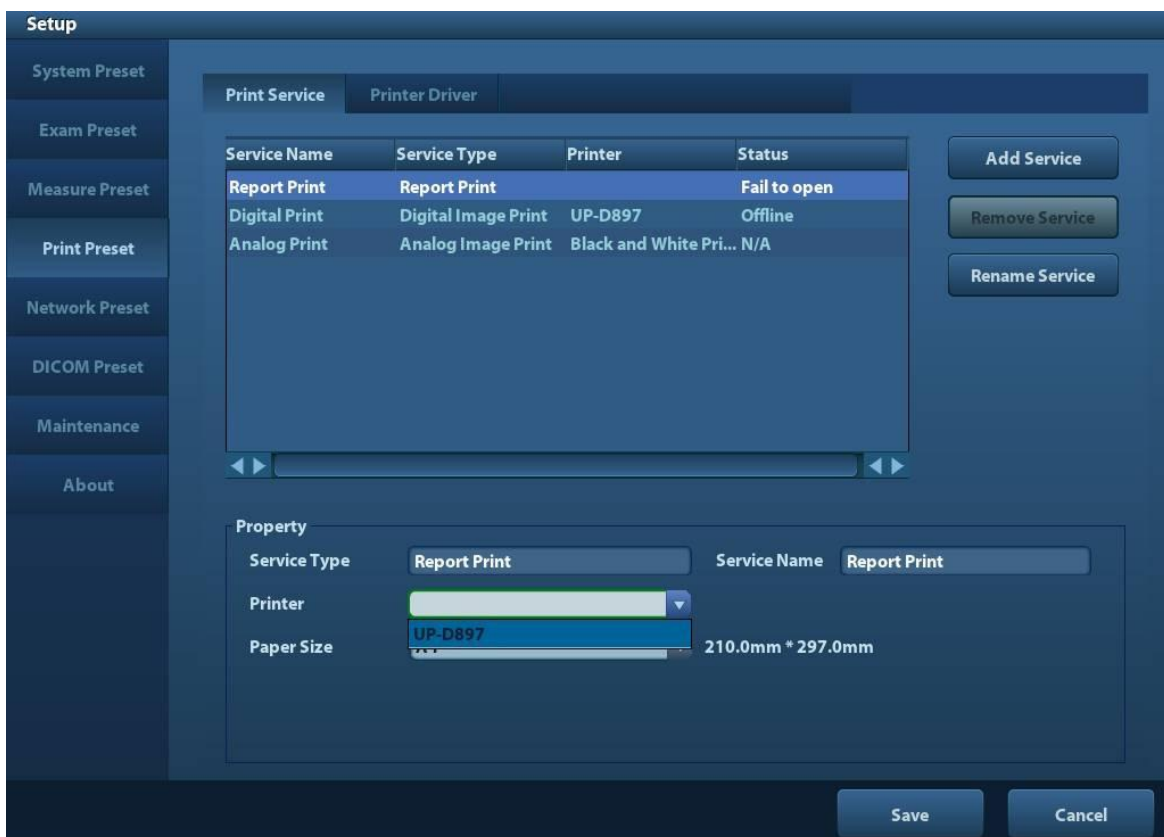 Setup
System Preset
Exam Preset
Measure Preset
Print Preset
Network Preset
DICOM Preset
Maintenance
About
Print Service Printer Driver
Service Name Service Type Printer Status
Report Print Report Print Fail to open
Digital Print Digital Image Print UP-D897 Offline
Analog Print Analog Image Print Black and White Pri... N/A
Add Service
Remove Service
Rename Service
Property
Service Type Report Print Service Name Report Print
Printer
UP-D897
Paper Size 210.0mm * 297.0mm
Save Cancel